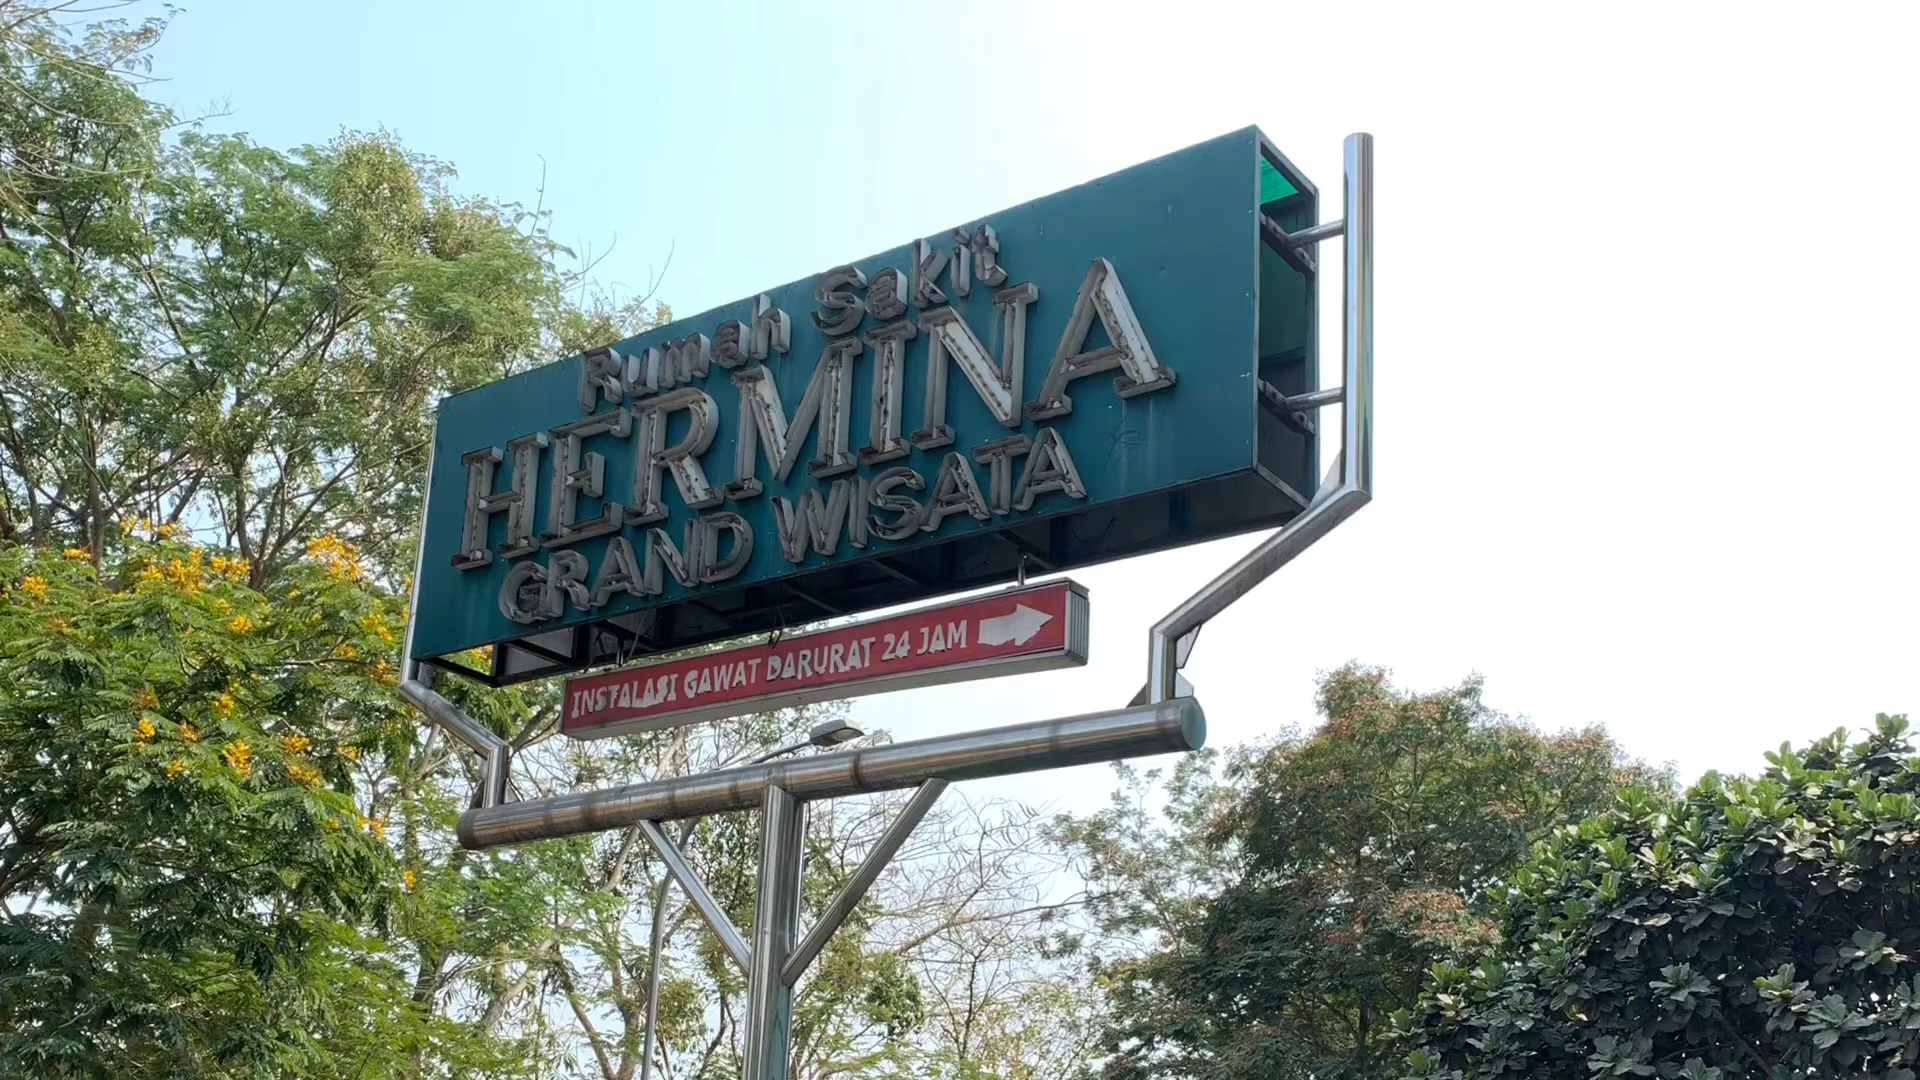 Rumah Sakit
HERMINA
GRAND WISATA
INSTALASI GAWAT DARURAT 24 JAM